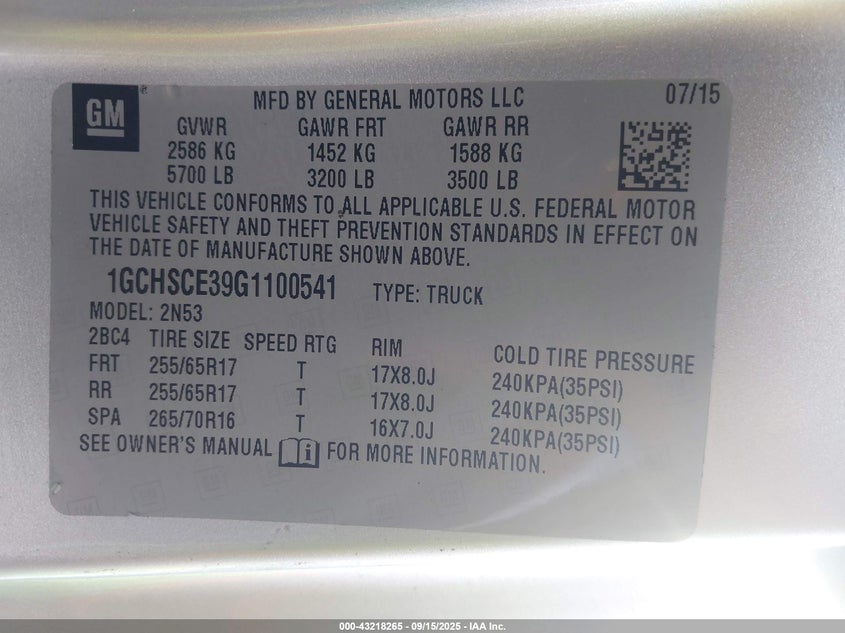 GM ® MFD BY GENERAL MOTORS LLC 07/15
GVWR GAWR FRT GAWR RR
2586 KG 1452 KG 1588 KG
5700 LB 3200 LB 3500 LB
THIS VEHICLE CONFORMS TO ALL APPLICABLE U.S. FEDERAL MOTOR
VEHICLE SAFETY AND THEFT PREVENTION STANDARDS IN EFFECT ON
THE DATE OF MANUFACTURE SHOWN ABOVE.
1GCHSCE39G1100541 TYPE: TRUCK
MODEL: 2N53
2BC4 TIRE SIZE SPEED RTG RIM COLD TIRE PRESSURE
FRT 255/65R17 T 17X8.0J 240KPA(35PSI)
RR 255/65R17 T 17X8.0J 240KPA(35PSI)
SPA 265/70R16 T 16X7.0J 240KPA(35PSI)
SEE OWNER'S MANUAL i FOR MORE INFORMATION.
000-43218265 - 09/15/2025 - IAA Inc.